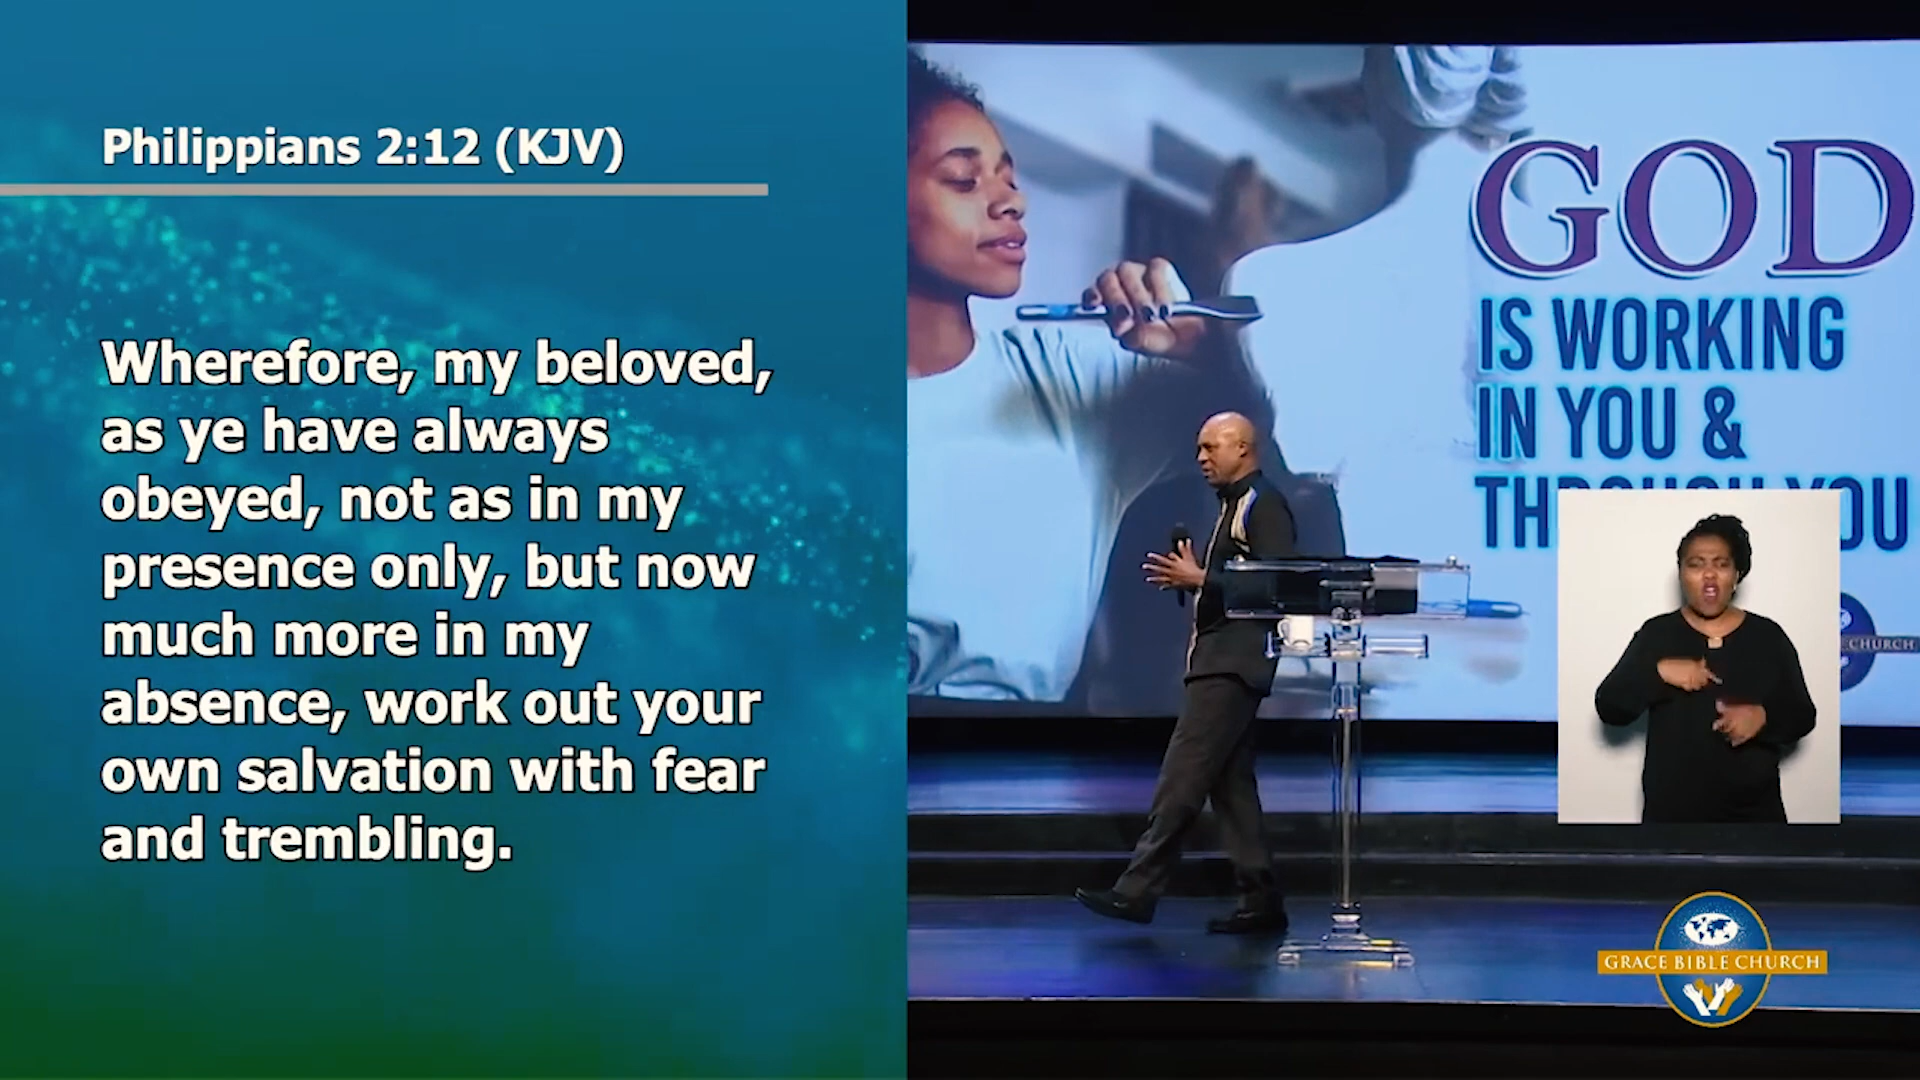 Philippians 2:12 (KJV)
Wherefore, my beloved,
as ye have always
obeyed, not as in my
presence only, but now
much more in my
absence, work out your
own salvation with fear
and trembling.
GOD
IS WORKING
IN YOU &
CHURCH
GRACE BIBLE CHURCH